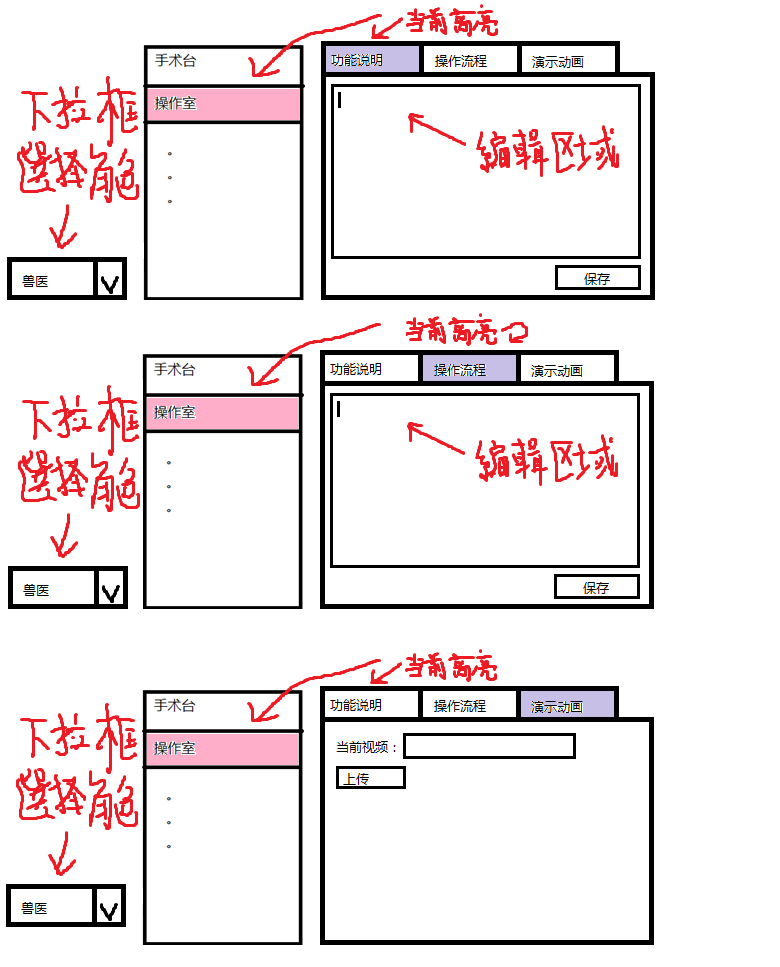 当前高亮
手术台
功能说明 操作流程 演示动画
下拉框
選择角色
操作室
编辑区域
兽医
保存
当前高亮
手术台
功能说明 操作流程 演示动画
下拉框
選择角色
操作室
编辑区域
兽医
保存
当前高亮
手术台
功能说明 操作流程 演示动画
下拉框
選择角色
操作室
当前视频：
上传
兽医